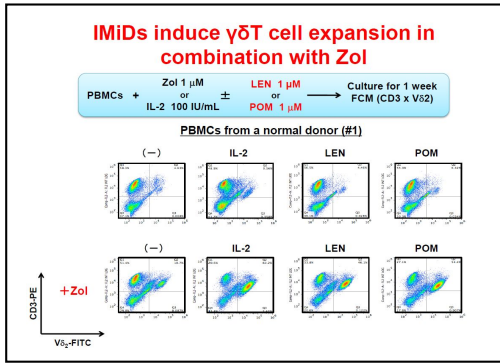 IMiDs induce γδT cell expansion in
combination with Zol
PBMCs + Zol 1 μM or IL-2 100 IU/mL ± LEN 1 μM or POM 1 μM Culture for 1 week FCM (CD3 x Vδ2)
PBMCs from a normal donor (#1)
(ー) IL-2 LEN POM
(ー) IL-2 LEN POM
+Zol
CD3-PE
Vδ2-FITC